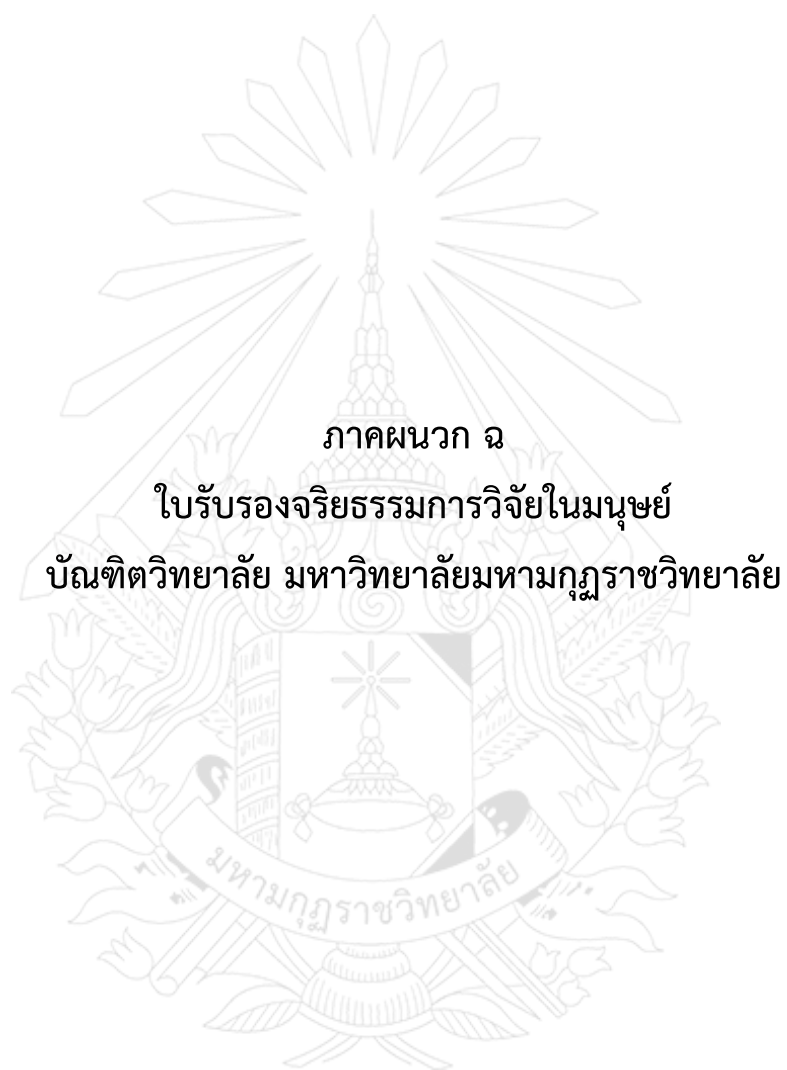 ภาคผนวก ฉ
ใบรับรองจริยธรรมการวิจัยในมนุษย์
บัณฑิตวิทยาลัย มหาวิทยาลัยมหามกุฏราชวิทยาลัย
มหามกุฏราชวิทยาลัย